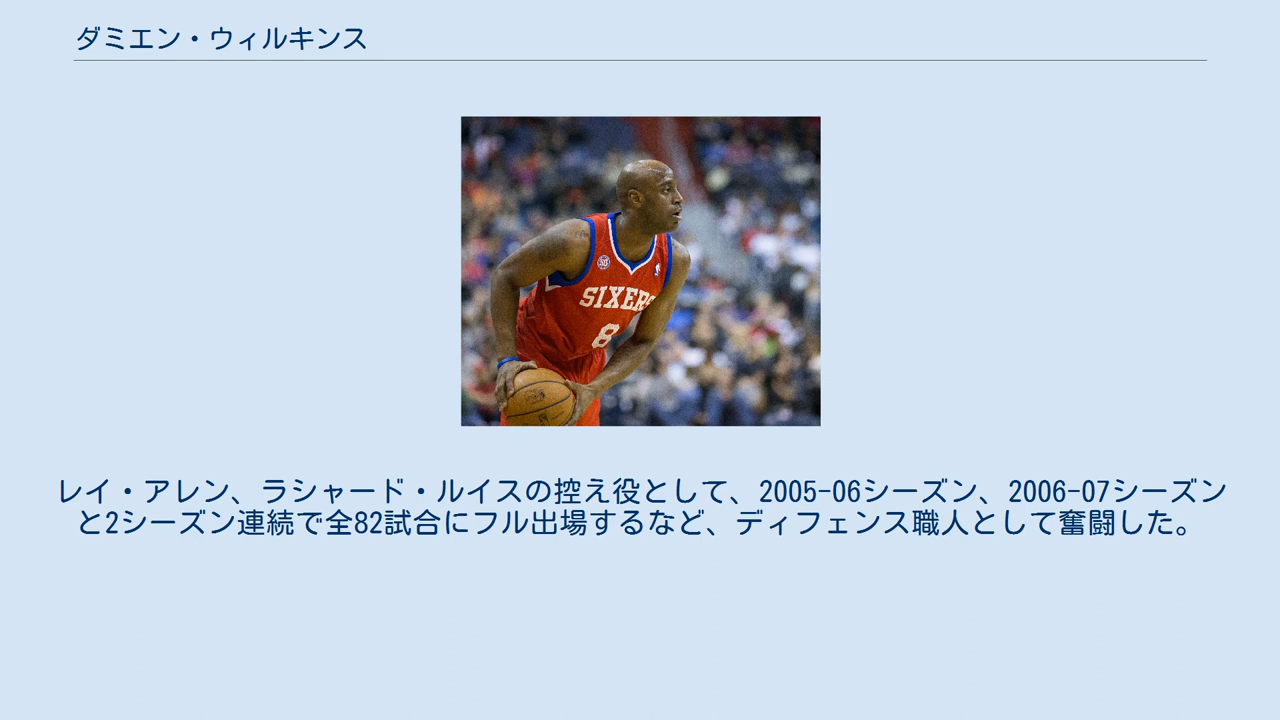 ダミエン・ウィルキンス
SIXERS
8
レイ・アレン、ラシャード・ルイスの控え役として、2005-06シーズン、2006-07シーズン
と2シーズン連続で全82試合にフル出場するなど、ディフェンス職人として奮闘した。